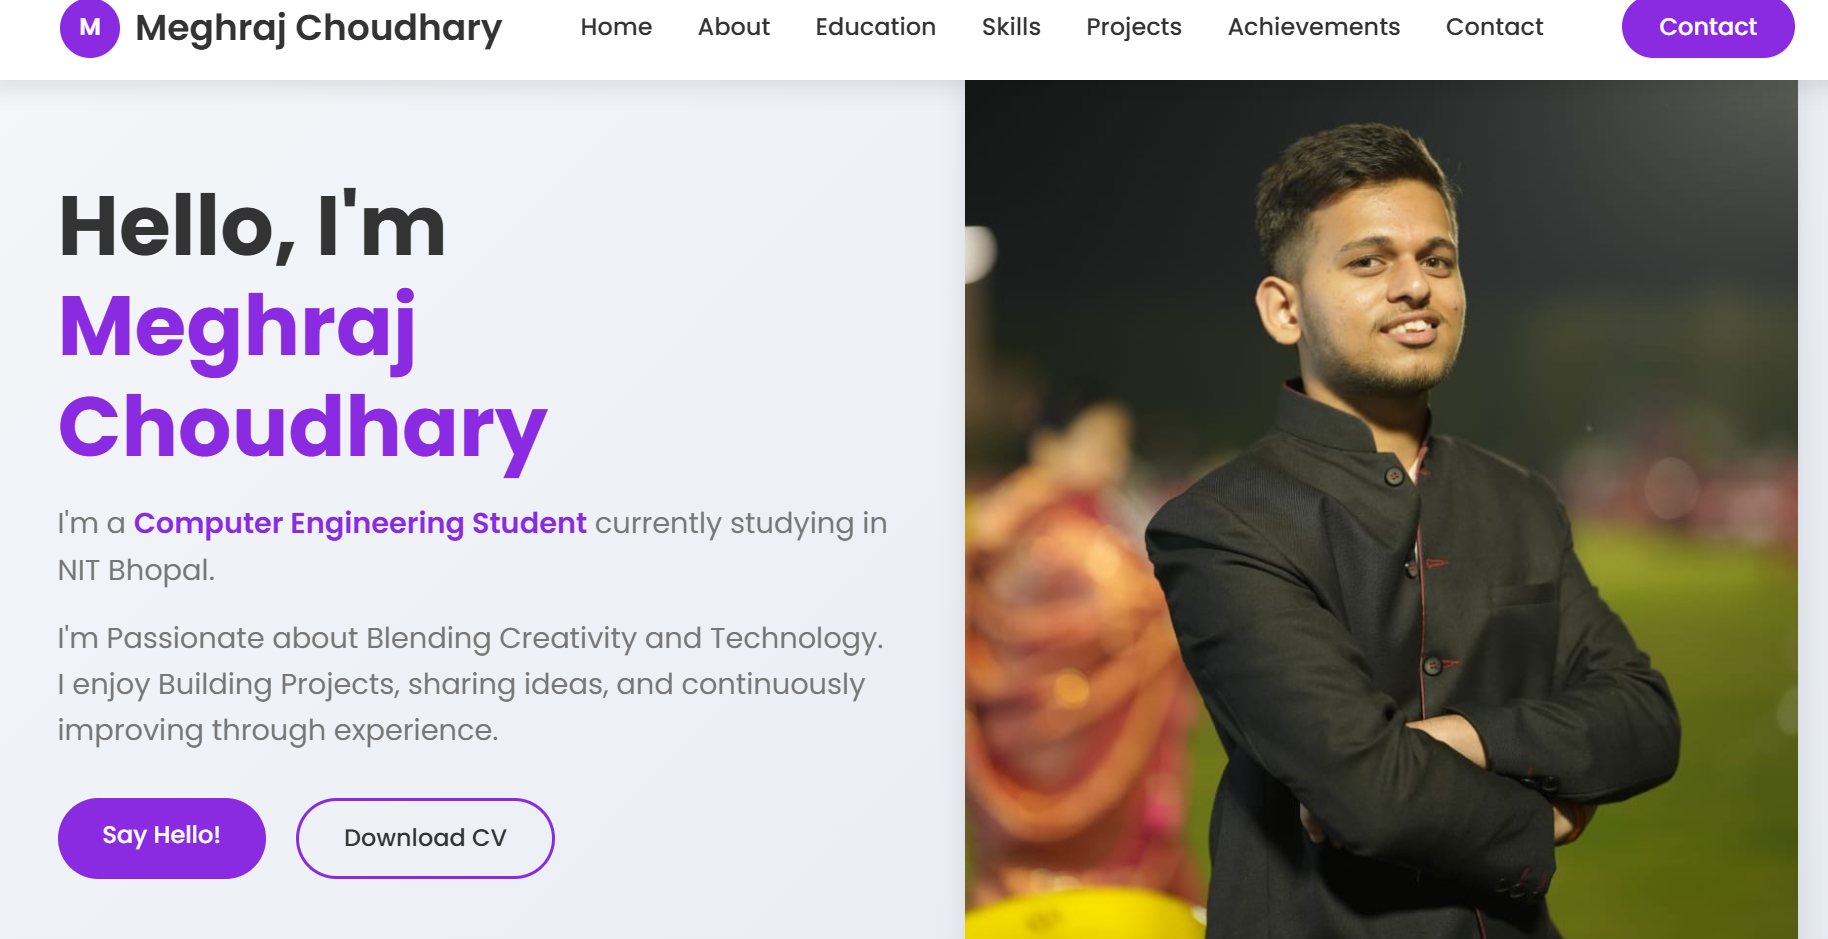 M Meghraj Choudhary Home About Education Skills Projects Achievements Contact Contact
Hello, I'm
Meghraj
Choudhary
I'm a Computer Engineering Student currently studying in
NIT Bhopal.
I'm Passionate about Blending Creativity and Technology.
I enjoy Building Projects, sharing ideas, and continuously
improving through experience.
Say Hello! Download CV